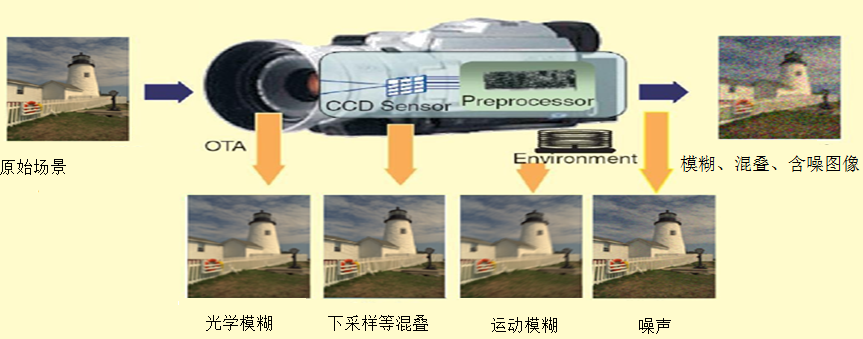 CCD Sensor
Preprocessor
OTA
Environment
原始场景
模糊、混叠、含噪图像
光学模糊
下采样等混叠
运动模糊
噪声